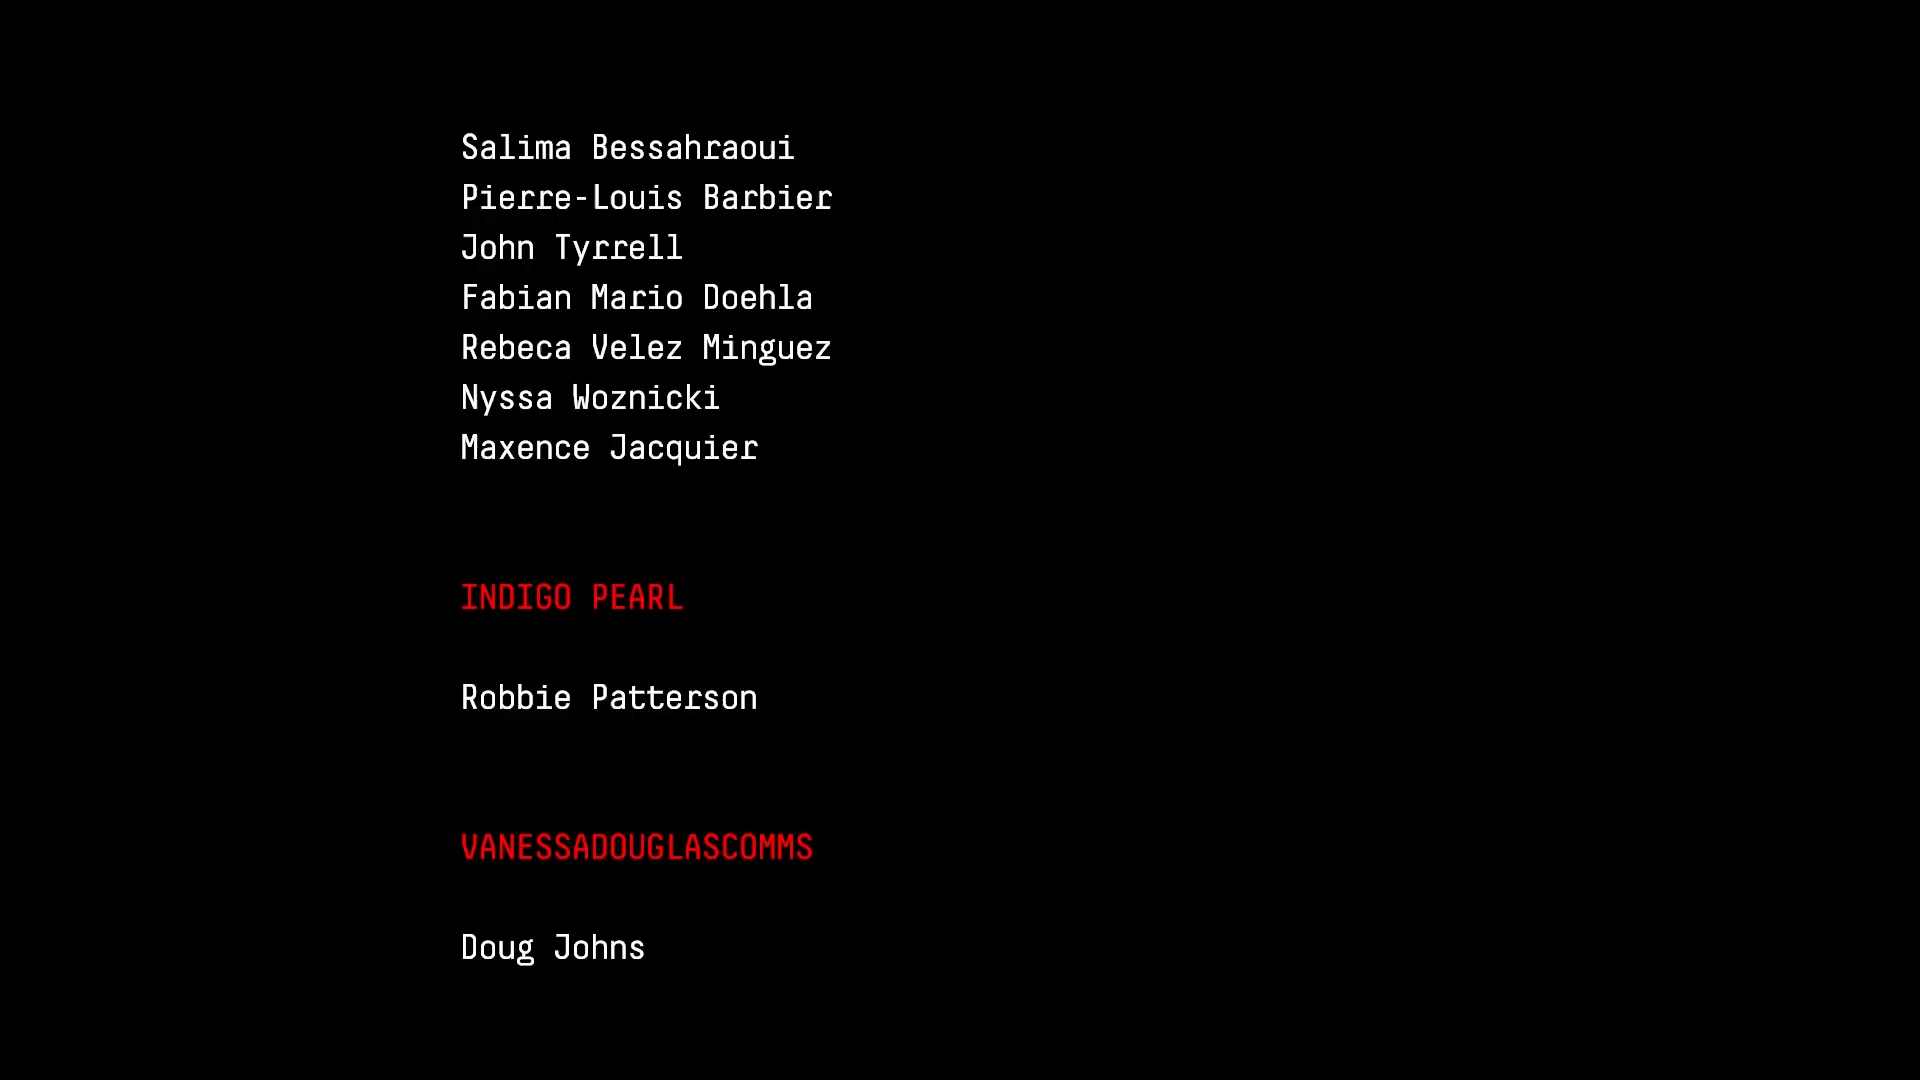 Salima Bessahraoui
Pierre-Louis Barbier
John Tyrrell
Fabian Mario Doehla
Rebeca Velez Minguez
Nyssa Woznicki
Maxence Jacquier
INDIGO PEARL
Robbie Patterson
VANESSADOUGLASCOMMS
Doug Johns